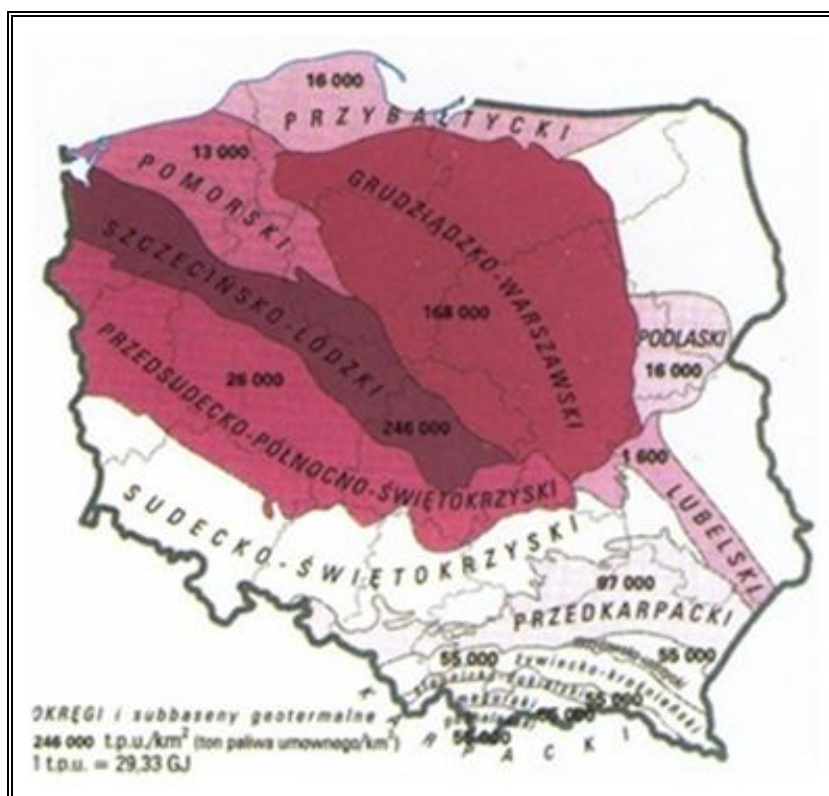 16 000
PRZYBAŁTYCKI
13 000
POMORSKI
GRUDZIĄDZKO-WARSZAWSKI
SZCZECIŃSKO-ŁÓDZKI
168 000
PODLASKI
16 000
PRZEDSUDECKO-PÓŁNOCNO-ŚWIĘTOKRZYSKI
26 000
246 000
1 600
LUBELSKI
SUDECKO-ŚWIĘTOKRZYSKI
97 000
PRZEDKARPACKI
55 000
55.000
żywiecko-krośnieński
55 000
KARPACKI
OKRĘGI i subbaseny geotermalne
246 000 t.p.u./km² (ton paliwa umownego/km²)
1 t.p.u. = 29,33 GJ